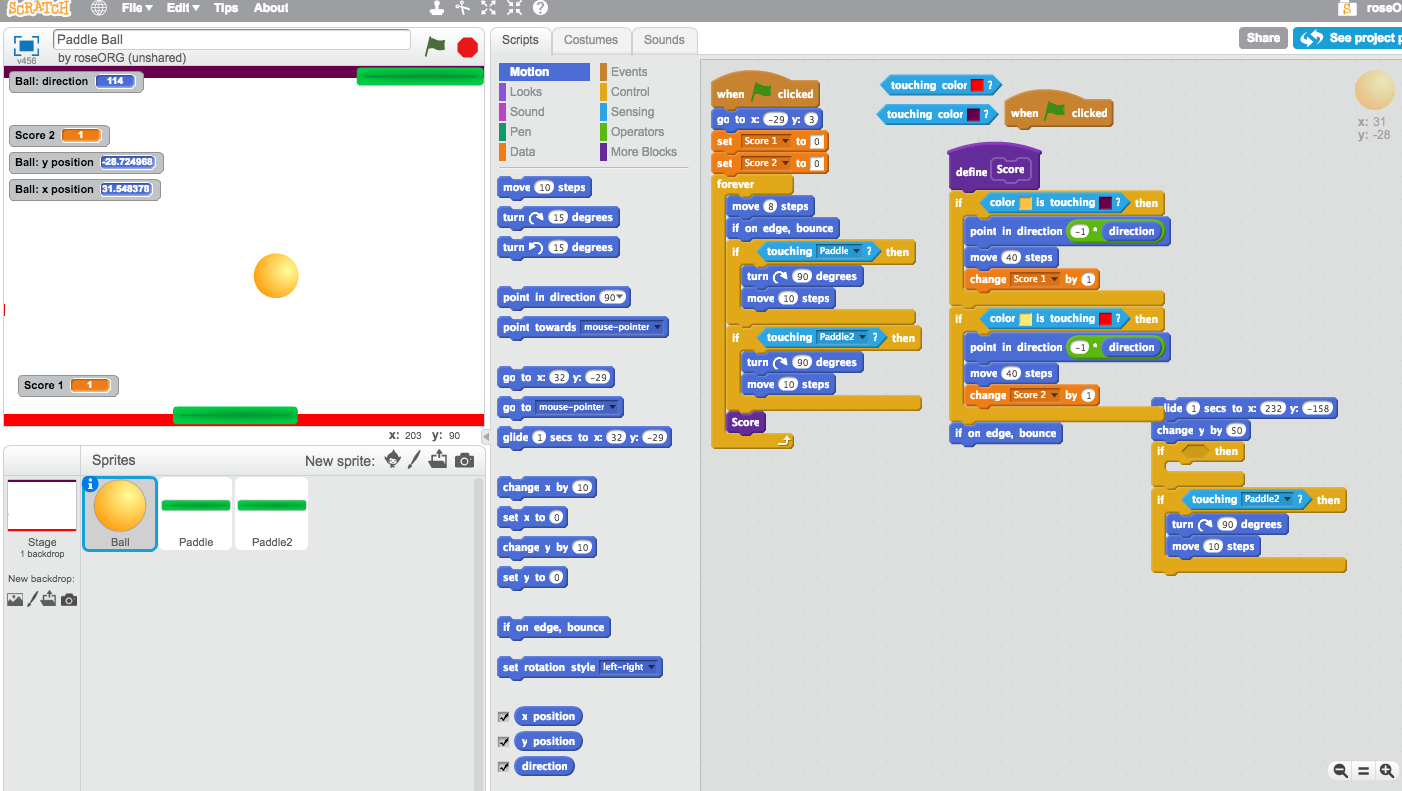 SCRATCH File Edit Tips About roseO
v456 Paddle Ball
by roseORG (unshared)
Ball: direction 114
Score 2 1
Ball: y position -28.724968
Ball: x position 31.548378
Score 1 1
x: 203 y: 90
Sprites New sprite:
Stage
1 backdrop
New backdrop:
Ball Paddle Paddle2
Scripts Costumes Sounds
Share See project p
Motion Events
Looks Control
Sound Sensing
Pen Operators
Data More Blocks
move 10 steps
turn 15 degrees
turn 15 degrees
point in direction 90
point towards mouse-pointer
go to x: 32 y: -29
go to mouse-pointer
glide 1 secs to x: 32 y: -29
change x by 10
set x to 0
change y by 10
set y to 0
if on edge, bounce
set rotation style left-right
x position
y position
direction
when clicked
go to x: -29 y: 3
set Score 1 to 0
set Score 2 to 0
forever
move 8 steps
if on edge, bounce
if touching Paddle ? then
turn 90 degrees
move 10 steps
if touching Paddle2 ? then
turn 90 degrees
move 10 steps
Score
touching color ?
touching color ?
when clicked
define Score
if color is touching ? then
point in direction -1 * direction
move 40 steps
change Score 1 by 1
if color is touching ? then
point in direction -1 * direction
move 40 steps
change Score 2 by 1
if on edge, bounce
lide 1 secs to x: 232 y: -158
change y by 50
if then
if touching Paddle2 ? then
turn 90 degrees
move 10 steps
x: 31
y: -28